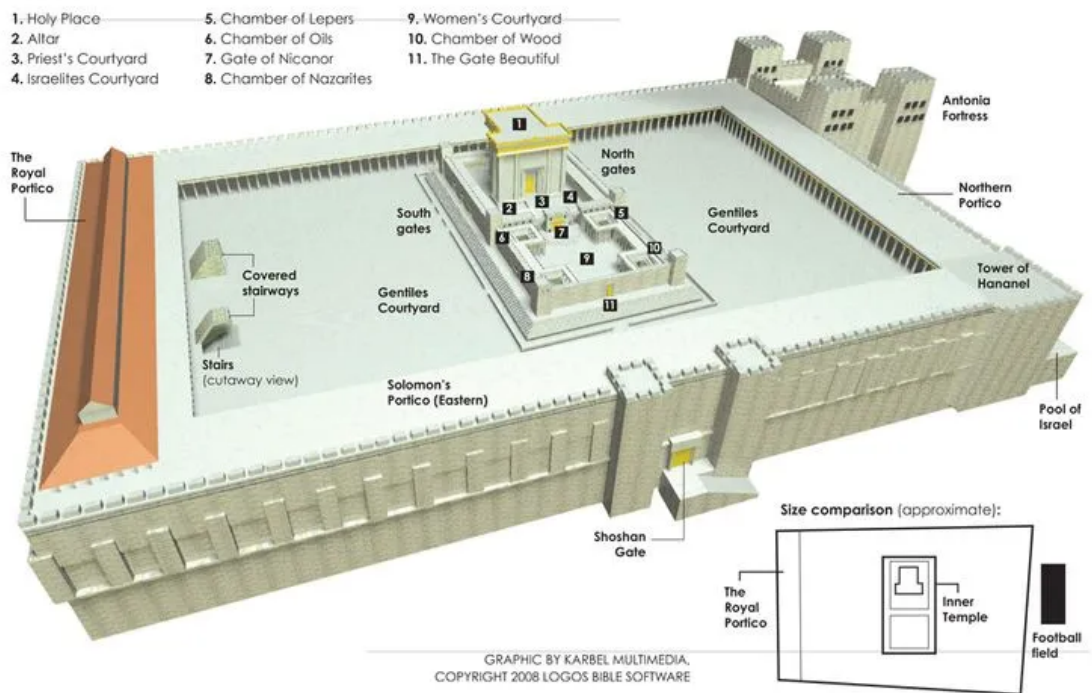 1. Holy Place
2. Altar
3. Priest's Courtyard
4. Israelites Courtyard
5. Chamber of Lepers
6. Chamber of Oils
7. Gate of Nicanor
8. Chamber of Nazarites
9. Women's Courtyard
10. Chamber of Wood
11. The Gate Beautiful
Antonia
Fortress
1
The
Royal
Portico
North
gates
Northern
Portico
2
3
4
5
South
gates
Gentiles
Courtyard
6
7
10
9
8
11
Covered
stairways
Gentiles
Courtyard
Tower of
Hananel
Stairs
(cutaway view)
Solomon's
Portico (Eastern)
Pool of
Israel
Shoshan
Gate
Size comparison (approximate):
The
Royal
Portico
Inner
Temple
Football
field
GRAPHIC BY KARBEL MULTIMEDIA,
COPYRIGHT 2008 LOGOS BIBLE SOFTWARE